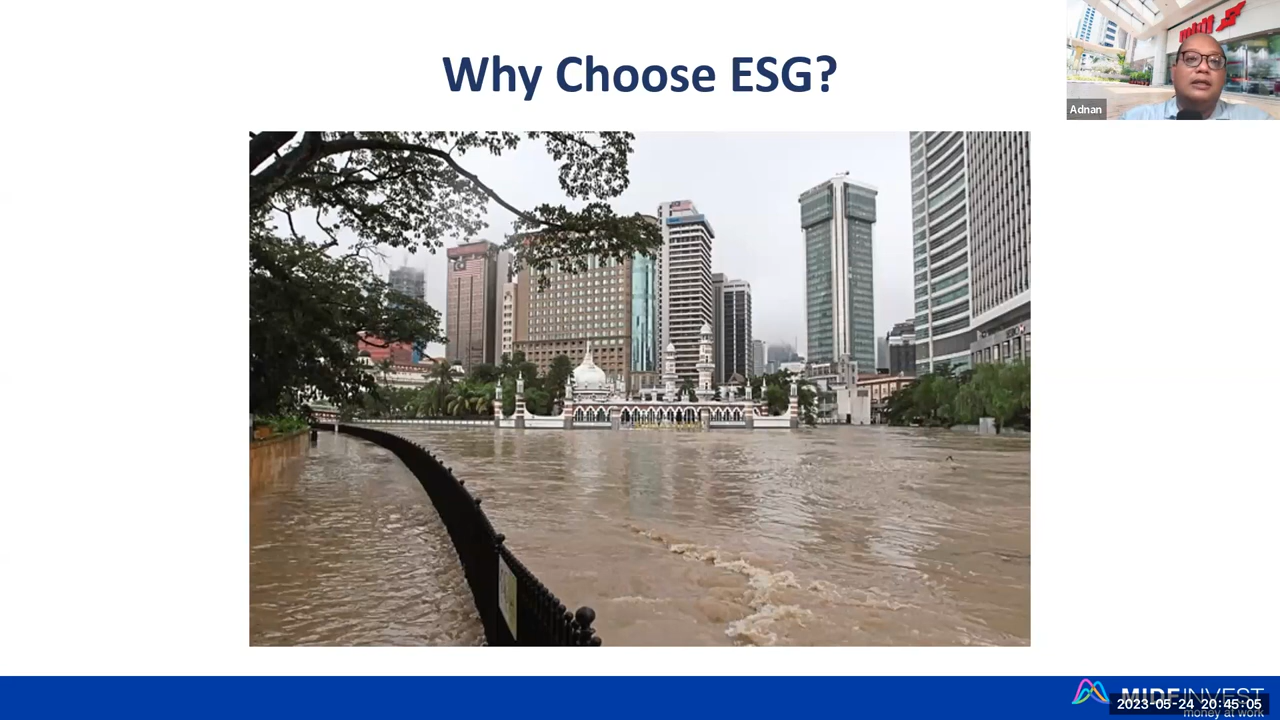 Why Choose ESG?
Adnan
MIDF INVEST
2023-05-24 20:45:05
money at work